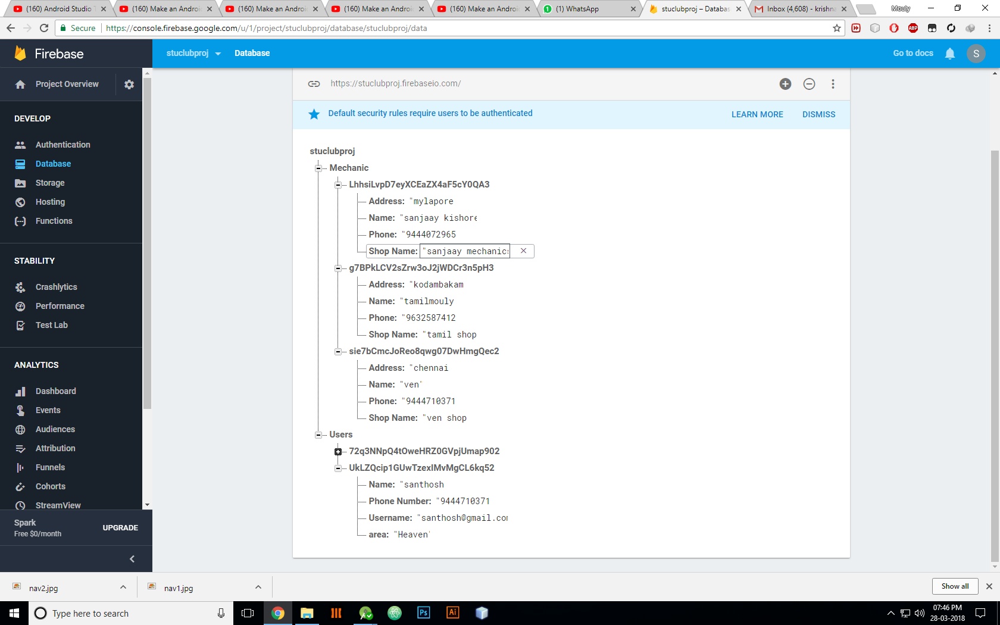 (160) Android Studio T
(160) Make an Androi
(160) Make an Androi
(160) Make an Androi
(160) Make an Androi
(1) WhatsApp
stuclubproj – Databas
Inbox (4,608) - krishna
Mouly
Secure
https://console.firebase.google.com/u/1/project/stuclubproj/database/stuclubproj/data
ABP
Firebase
stuclubproj
Database
Go to docs
S
Project Overview
https://stuclubproj.firebaseio.com/
Default security rules require users to be authenticated
LEARN MORE
DISMISS
DEVELOP
Authentication
Database
Storage
Hosting
Functions
STABILITY
Crashlytics
Performance
Test Lab
ANALYTICS
Dashboard
Events
Audiences
Attribution
Funnels
Cohorts
StreamView
Spark
Free $0/month
UPGRADE
stuclubproj
Mechanic
LhhsiLvpD7eyXCEaZX4aF5cY0QA3
Address: "mylapore
Name: "sanjaay kishore
Phone: "9444072965
Shop Name: "sanjaay mechanics
g7BPkLCV2sZrw3oJ2jWDCr3n5pH3
Address: "kodambakam
Name: "tamilmouly
Phone: "9632587412
Shop Name: "tamil shop
sie7bCmcJoReo8qwg07DwHmgQec2
Address: "chennai
Name: "ven"
Phone: "9444710371
Shop Name: "ven shop
Users
72q3NNpQ4tOweHRZ0GVpjUmap902
UkLZQcip1GUwTzexIMvMgCL6kq52
Name: "santhosh
Phone Number: "9444710371
Username: "santhosh@gmail.com
area: "Heaven"
nav2.jpg
nav1.jpg
Show all
Type here to search
Ps
Ai
07:46 PM
28-03-2018